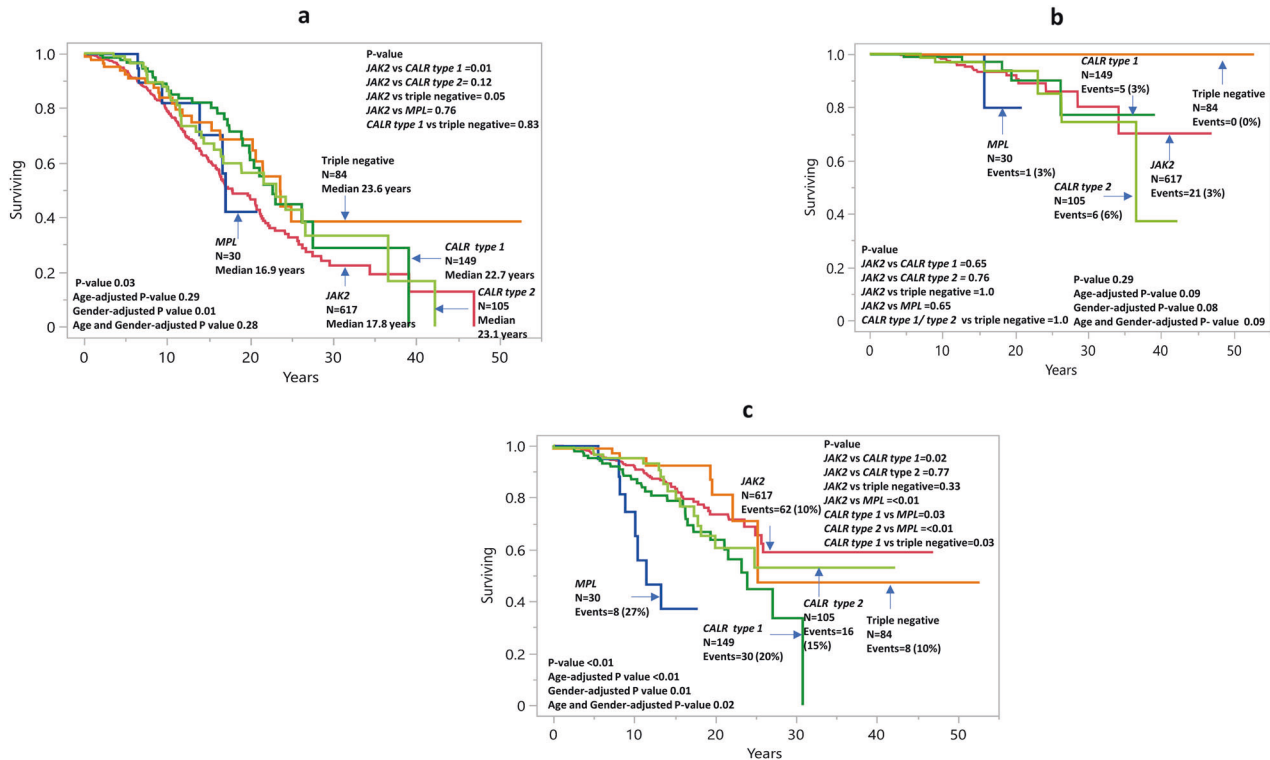 a
P-value
JAK2 vs CALR type 1 =0.01
JAK2 vs CALR type 2= 0.12
JAK2 vs triple negative= 0.05
JAK2 vs MPL= 0.76
CALR type 1 vs triple negative= 0.83
Triple negative
N=84
Median 23.6 years
MPL
N=30
Median 16.9 years
JAK2
N=617
Median 17.8 years
CALR type 1
N=149
Median 22.7 years
CALR type 2
N=105
Median
23.1 years
P-value 0.03
Age-adjusted P-value 0.29
Gender-adjusted P-value 0.01
Age and Gender-adjusted P value 0.28
Surviving
1.0
0.8
0.6
0.4
0.2
0
0 10 20 30 40 50
Years
b
CALR type 1
N=149
Events=5 (3%)
Triple negative
N=84
Events=0 (0%)
MPL
N=30
Events=1 (3%)
JAK2
N=617
Events=21 (3%)
CALR type 2
N=105
Events=6 (6%)
P-value
JAK2 vs CALR type 1 =0.65
JAK2 vs CALR type 2 = 0.76
JAK2 vs triple negative =1.0
JAK2 vs MPL =0.65
CALR type 1/ type 2 vs triple negative =1.0
P-value 0.29
Age-adjusted P-value 0.09
Gender-adjusted P-value 0.08
Age and Gender-adjusted P- value 0.09
Surviving
1.0
0.8
0.6
0.4
0.2
0
0 10 20 30 40 50
Years
c
P-value
JAK2 vs CALR type 1=0.02
JAK2 vs CALR type 2 =0.77
JAK2 vs triple negative=0.33
JAK2 vs MPL =<0.01
CALR type 1 vs MPL=0.03
CALR type 2 vs MPL =<0.01
CALR type 1 vs triple negative=0.03
JAK2
N=617
Events=62 (10%)
MPL
N=30
Events=8 (27%)
CALR type 1
N=149
Events=30 (20%)
CALR type 2
N=105
Events=16
(15%)
Triple negative
N=84
Events=8 (10%)
P-value <0.01
Age-adjusted P value <0.01
Gender-adjusted P value 0.01
Age and Gender-adjusted P-value 0.02
Surviving
1.0
0.8
0.6
0.4
0.2
0
0 10 20 30 40 50
Years